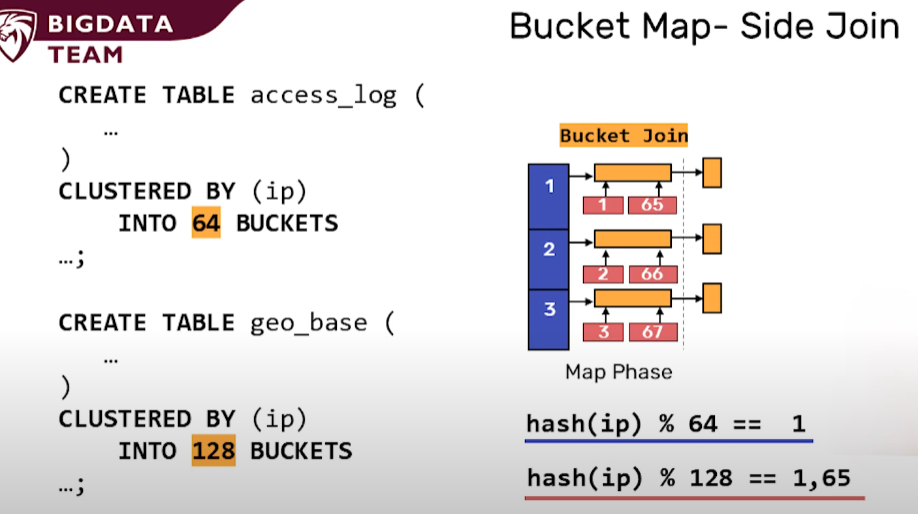 BIGDATA
TEAM
Bucket Map- Side Join
CREATE TABLE access_log (
…
)
CLUSTERED BY (ip)
INTO 64 BUCKETS
…;
CREATE TABLE geo_base (
…
)
CLUSTERED BY (ip)
INTO 128 BUCKETS
…;
Bucket Join
1
1 65
2
2 66
3
3 67
Map Phase
hash(ip) % 64 == 1
hash(ip) % 128 == 1,65